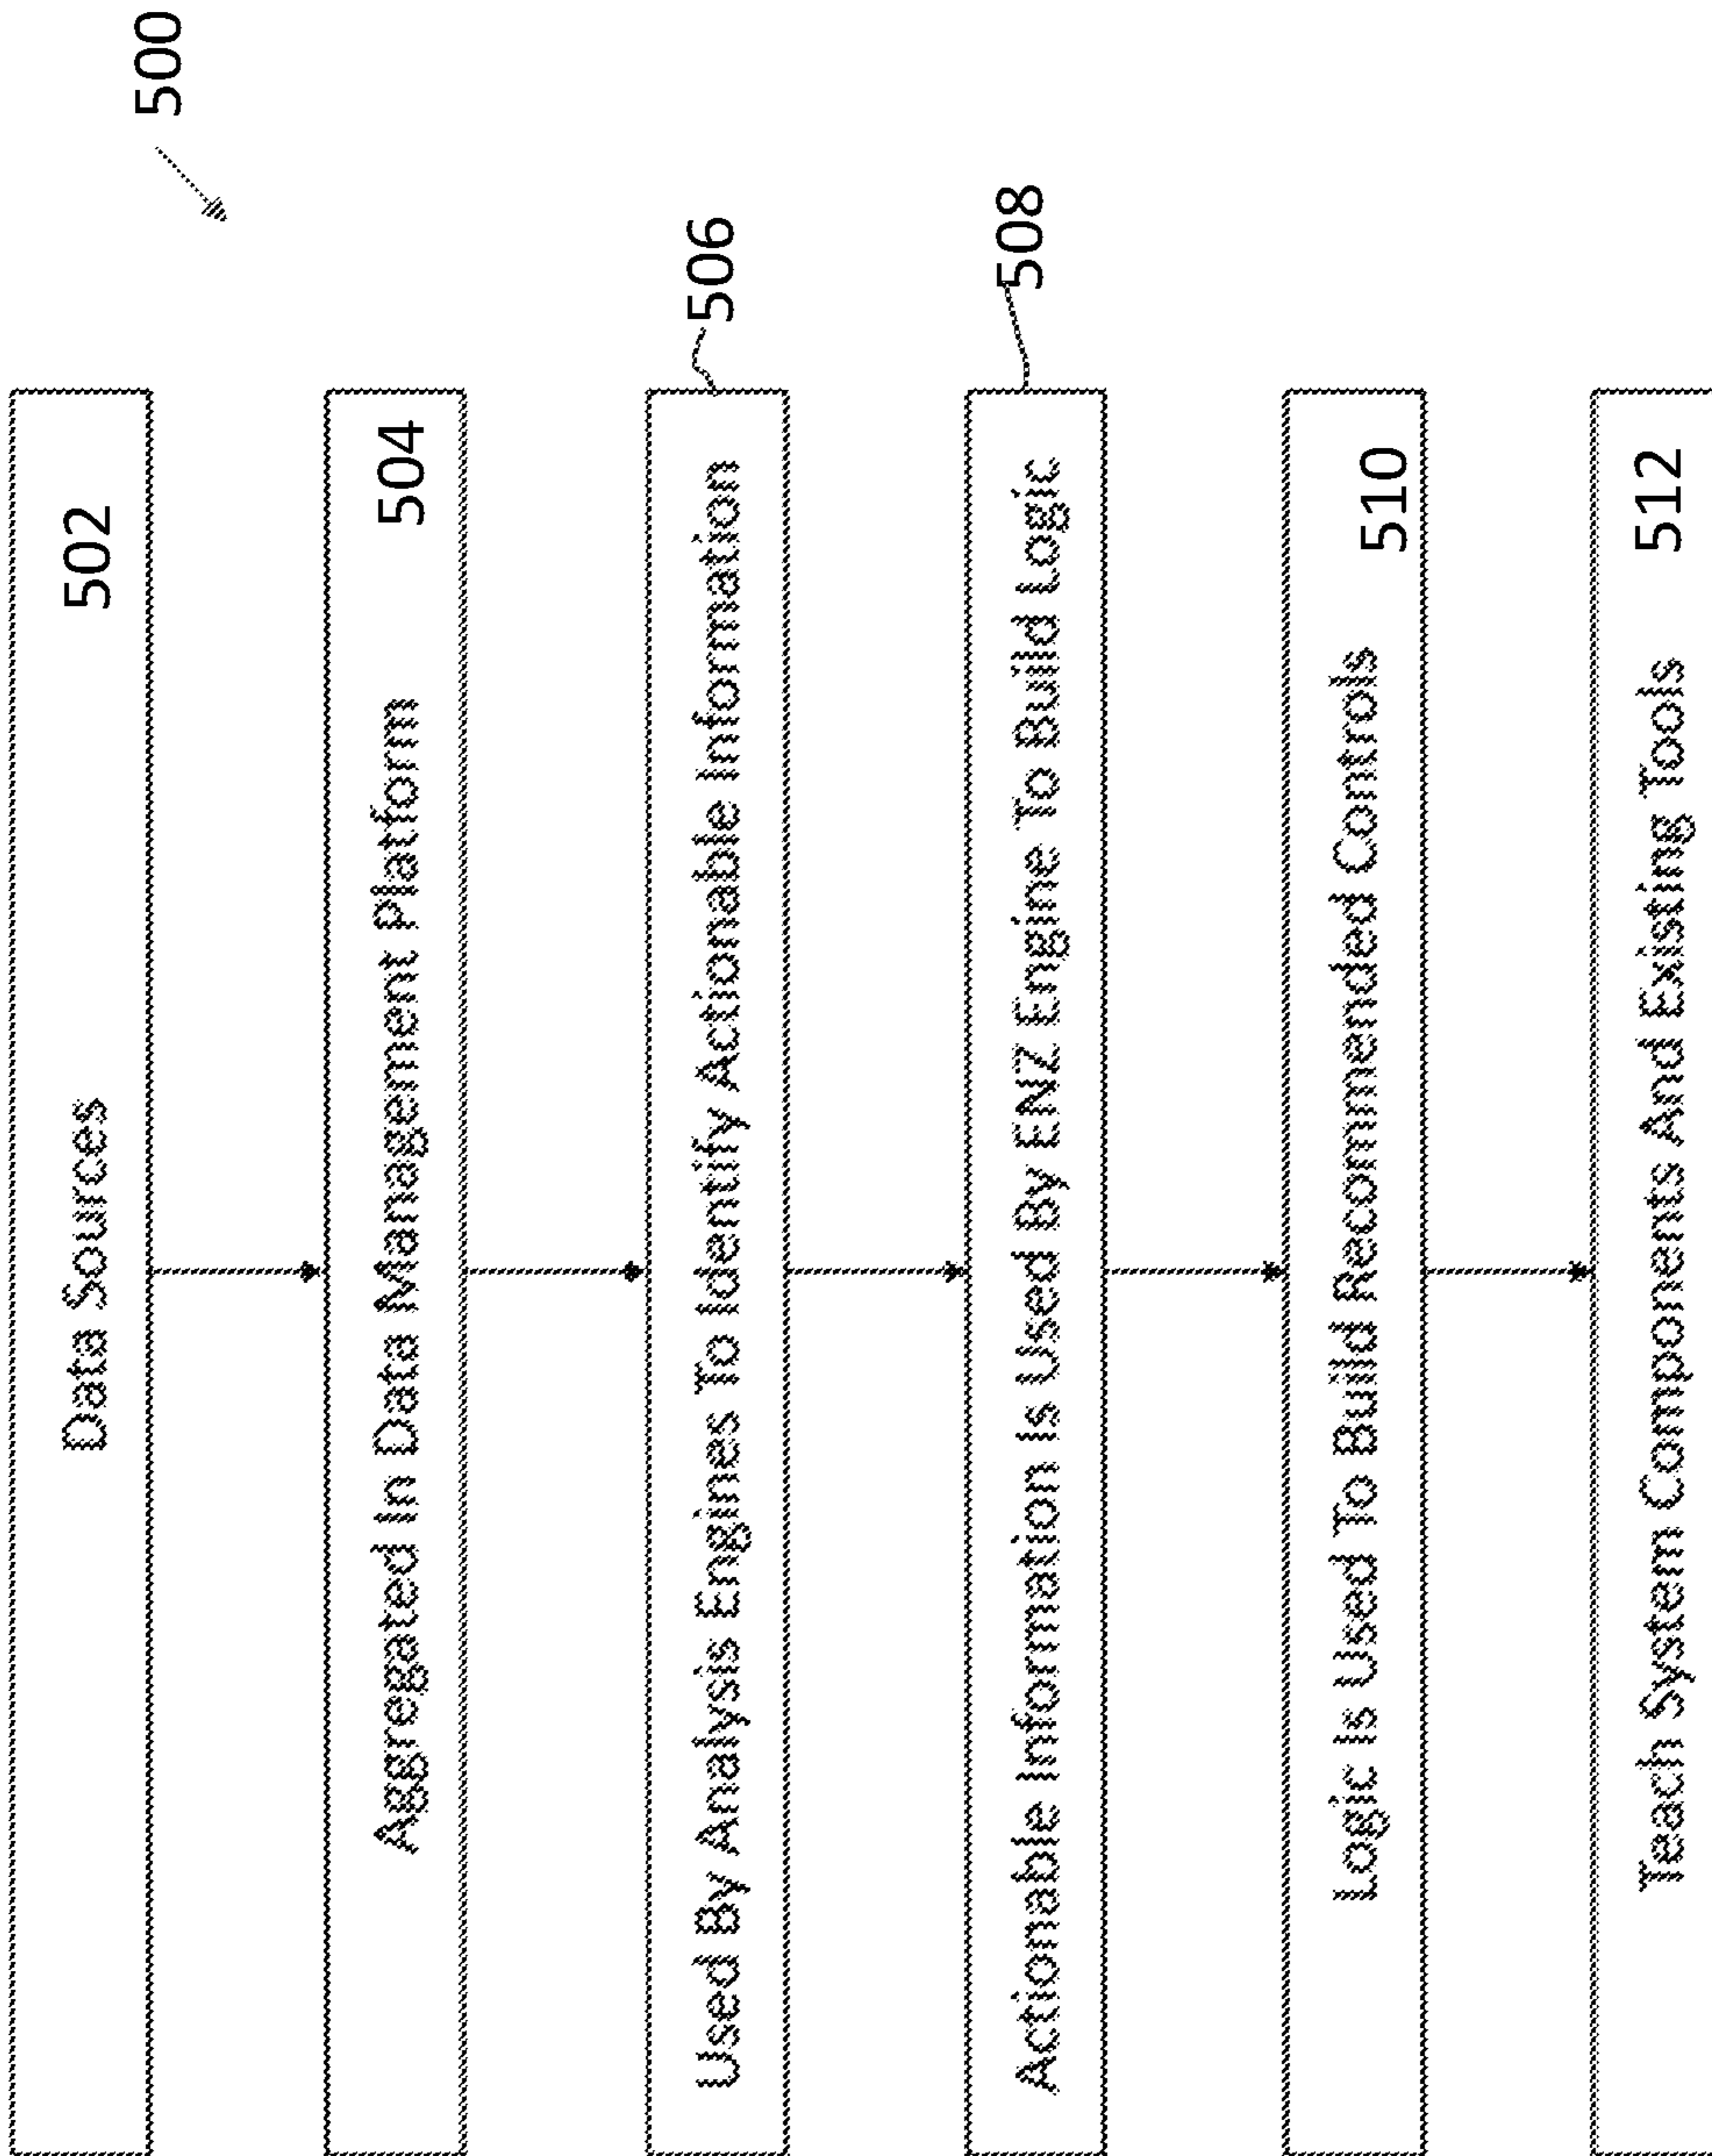 500
Data Sources 502
Aggregated In Data Management Platform 504
Used By Analysis Engines To Identify Actionable Information
506
Actionable Information Is Used By ENZ Engine To Build Logic
508
Logic Is Used To Build Recommended Controls 510
Teach System Components And Existing Tools 512